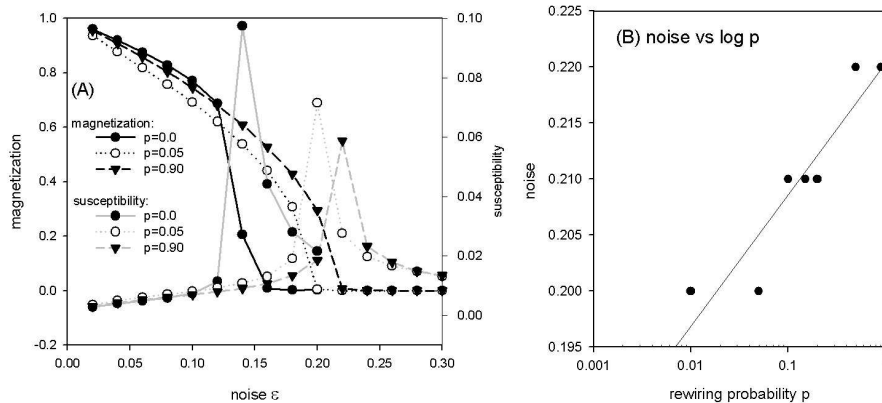 (A)
magnetization:
p=0.0
p=0.05
p=0.90
susceptibility:
p=0.0
p=0.05
p=0.90
magnetization
1.0
0.8
0.6
0.4
0.2
0.0
-0.2
0.00 0.05 0.10 0.15 0.20 0.25 0.30
noise ε
0.10
0.08
0.06
0.04
0.02
0.00
susceptibility
(B) noise vs log p
noise
0.225
0.220
0.215
0.210
0.205
0.200
0.195
0.001 0.01 0.1
rewiring probability p